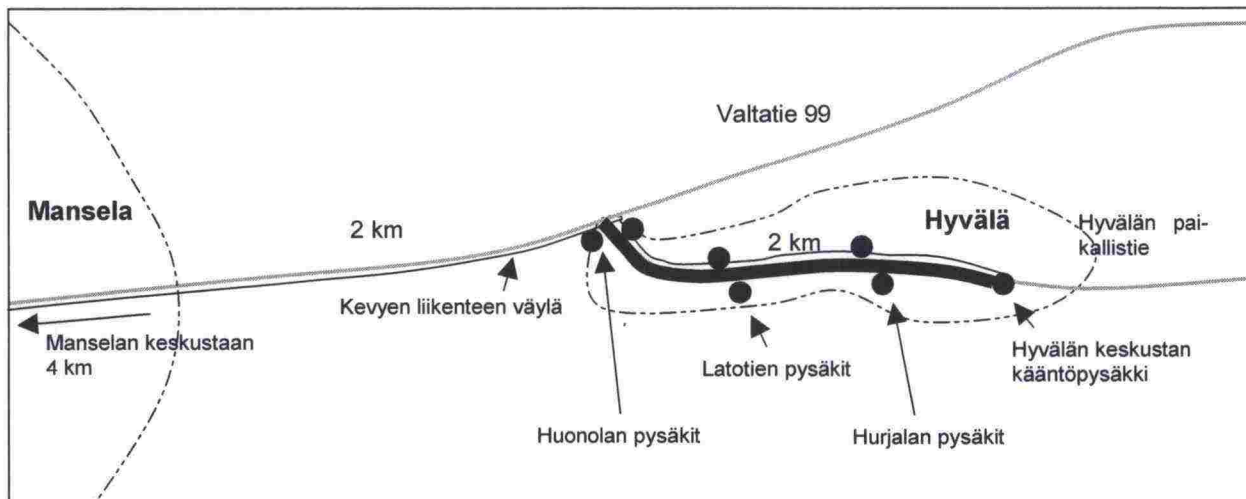 Valtatie 99
Mansela
Hyvälä
2 km
2 km
Hyvälän pai-
kallistie
Kevyen liikenteen väylä
Manselan keskustaan
4 km
Latotien pysäkit
Hyvälän keskustan
kääntöpysäkki
Huonolan pysäkit
Hurjalan pysäkit